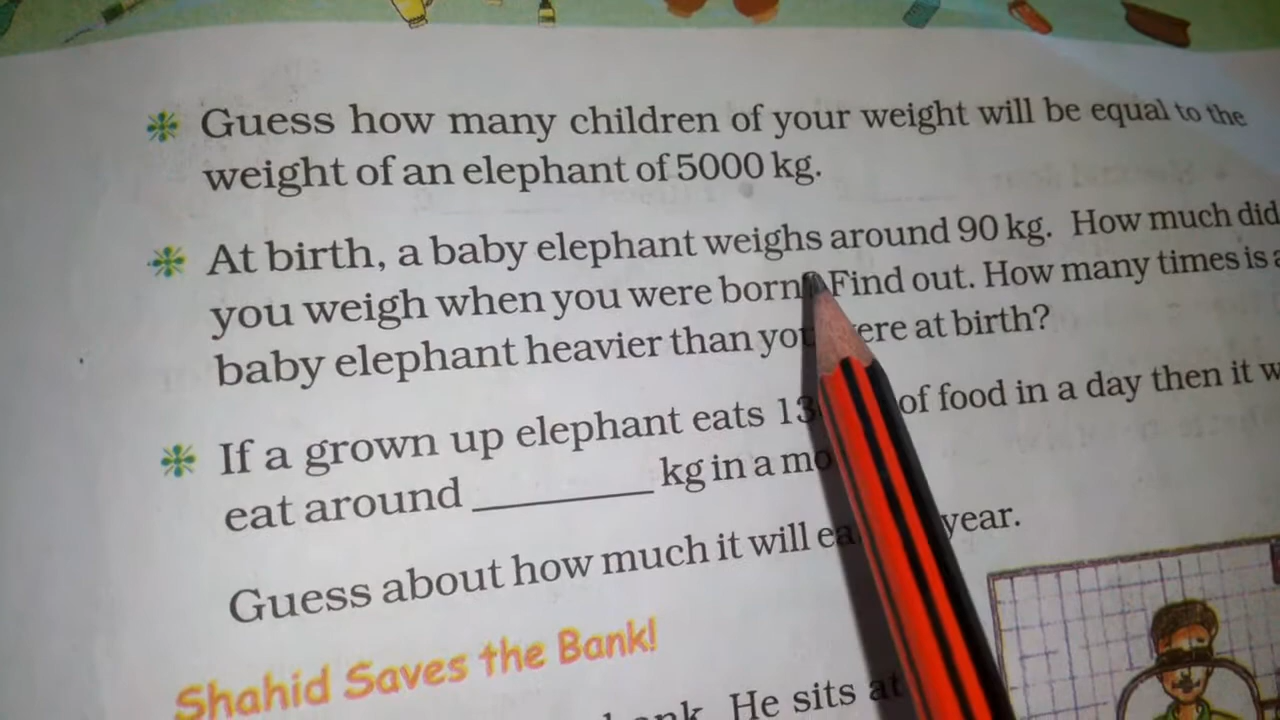 Guess how many children of your weight will be equal to the
weight of an elephant of 5000 kg.
At birth, a baby elephant weighs around 90 kg. How much did
you weigh when you were born Find out. How many times is a
baby elephant heavier than you were at birth?
If a grown up elephant eats 13 of food in a day then it w
eat around ________ kg in a mo
Guess about how much it will ea year.
Shahid Saves the Bank!
He sits at